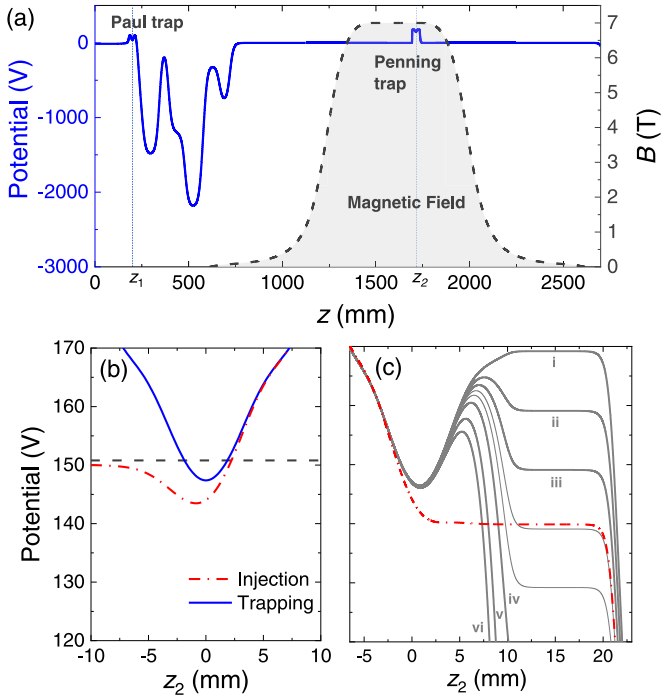 (a)
Paul trap
Penning
trap
Magnetic Field
Potential (V)
0
-1000
-2000
-3000
7
6
5
4
3
2
1
0
B (T)
0
z1
500
1000
1500
z2
2000
2500
z (mm)
(b)
Potential (V)
170
160
150
140
130
120
Injection
Trapping
-10
-5
0
5
10
z2 (mm)
(c)
i
ii
iii
iv
v
vi
-5
0
5
10
15
20
z2 (mm)